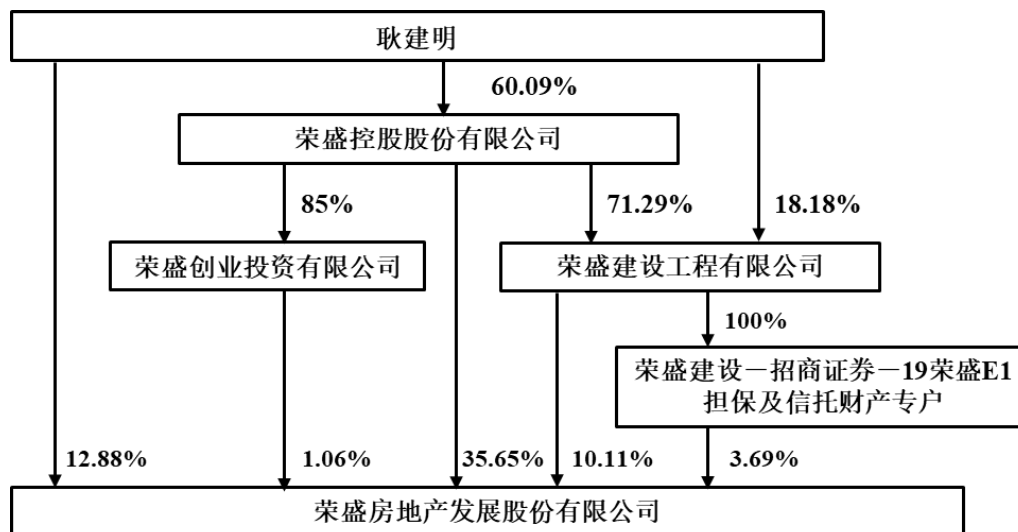 耿建明
60.09%
荣盛控股股份有限公司
85%
71.29%
18.18%
荣盛创业投资有限公司
荣盛建设工程有限公司
100%
荣盛建设－招商证券－19荣盛E1
担保及信托财产专户
12.88%
1.06%
35.65%
10.11%
3.69%
荣盛房地产发展股份有限公司